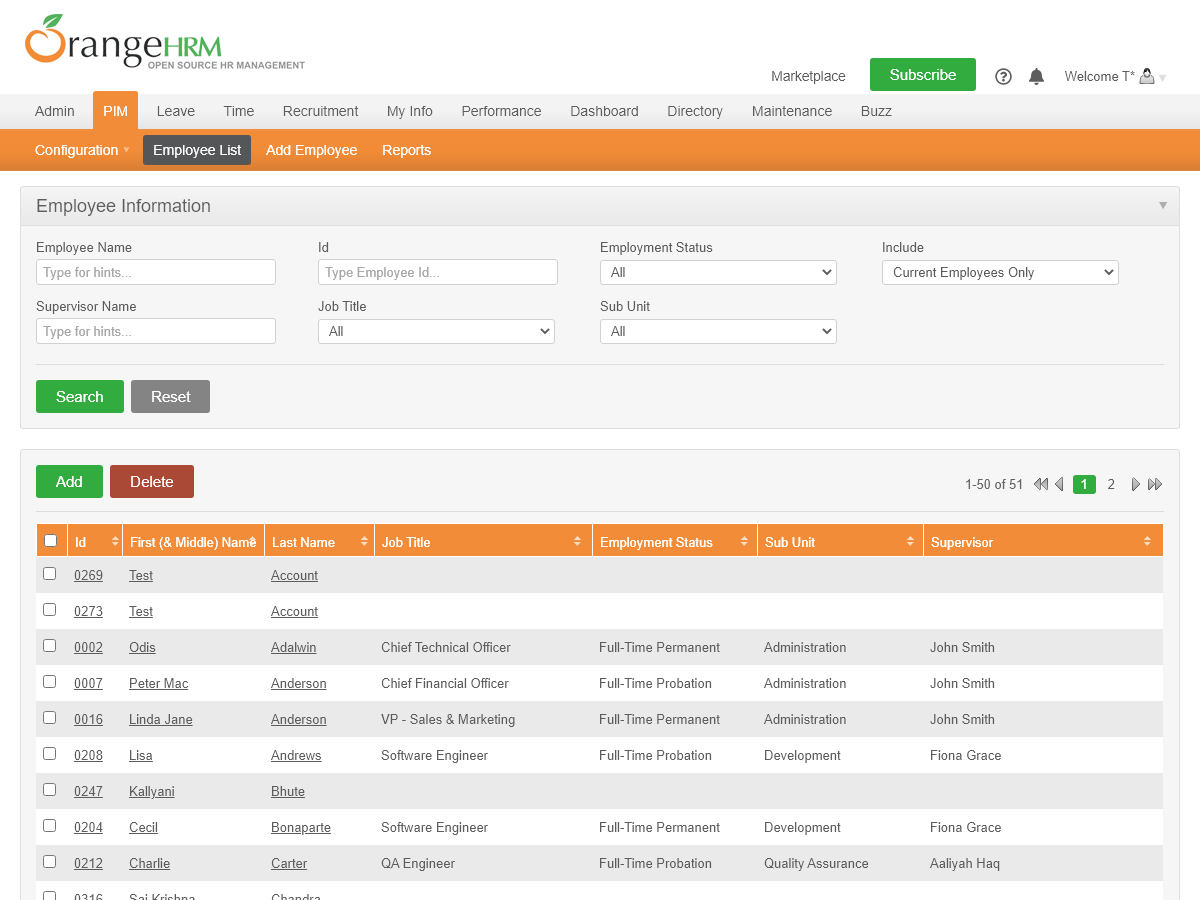 OrangeHRM
OPEN SOURCE HR MANAGEMENT
Marketplace Subscribe Welcome T*
Admin PIM Leave Time Recruitment My Info Performance Dashboard Directory Maintenance Buzz
Configuration Employee List Add Employee Reports
Employee Information
Employee Name Id Employment Status Include
Type for hints... Type Employee Id... All Current Employees Only
Supervisor Name Job Title Sub Unit
Type for hints... All All
Search Reset
Add Delete 1-50 of 51 1 2
Id First (& Middle) Name Last Name Job Title Employment Status Sub Unit Supervisor
0269 Test Account
0273 Test Account
0002 Odis Adalwin Chief Technical Officer Full-Time Permanent Administration John Smith
0007 Peter Mac Anderson Chief Financial Officer Full-Time Probation Administration John Smith
0016 Linda Jane Anderson VP - Sales & Marketing Full-Time Permanent Administration John Smith
0208 Lisa Andrews Software Engineer Full-Time Probation Development Fiona Grace
0247 Kallyani Bhute
0204 Cecil Bonaparte Software Engineer Full-Time Permanent Development Fiona Grace
0212 Charlie Carter QA Engineer Full-Time Probation Quality Assurance Aaliyah Haq
0316 Sai Krishna Chandra